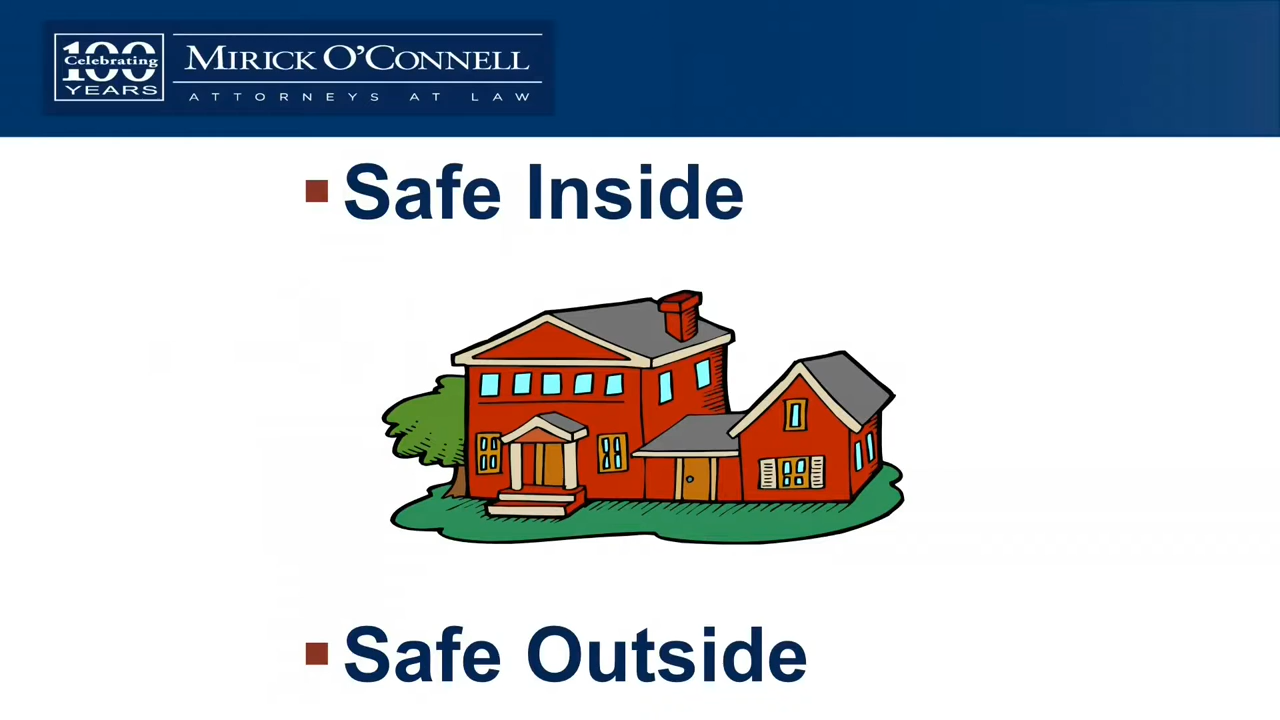 100
Celebrating
YEARS
MIRICK O'CONNELL
ATTORNEYS AT LAW
Safe Inside
Safe Outside